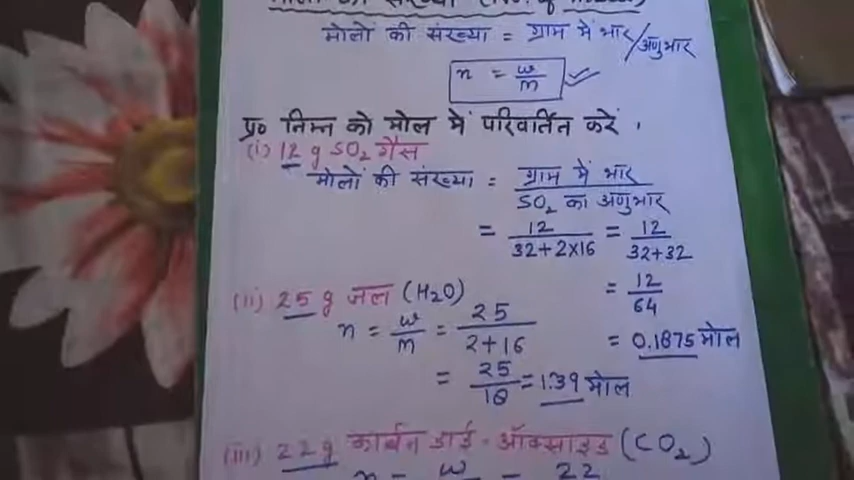 मोलों की संख्या = ग्राम में भार/अणुभार
n = w/m
प्र० निम्न को मोल में परिवर्तित करें ।
(i) 12 g SO₂ गैस
मोलों की संख्या = ग्राम में भार / SO₂ का अणुभार
= 12/32+2×16 = 12/32+32
= 12/64
= 0.1875 मोल
(ii) 25 g जल (H₂O)
n = w/m = 25/2+16
= 25/18 = 1.39 मोल
(iii) 22g कार्बन डाई-ऑक्साइड (CO₂)
n = w = 22